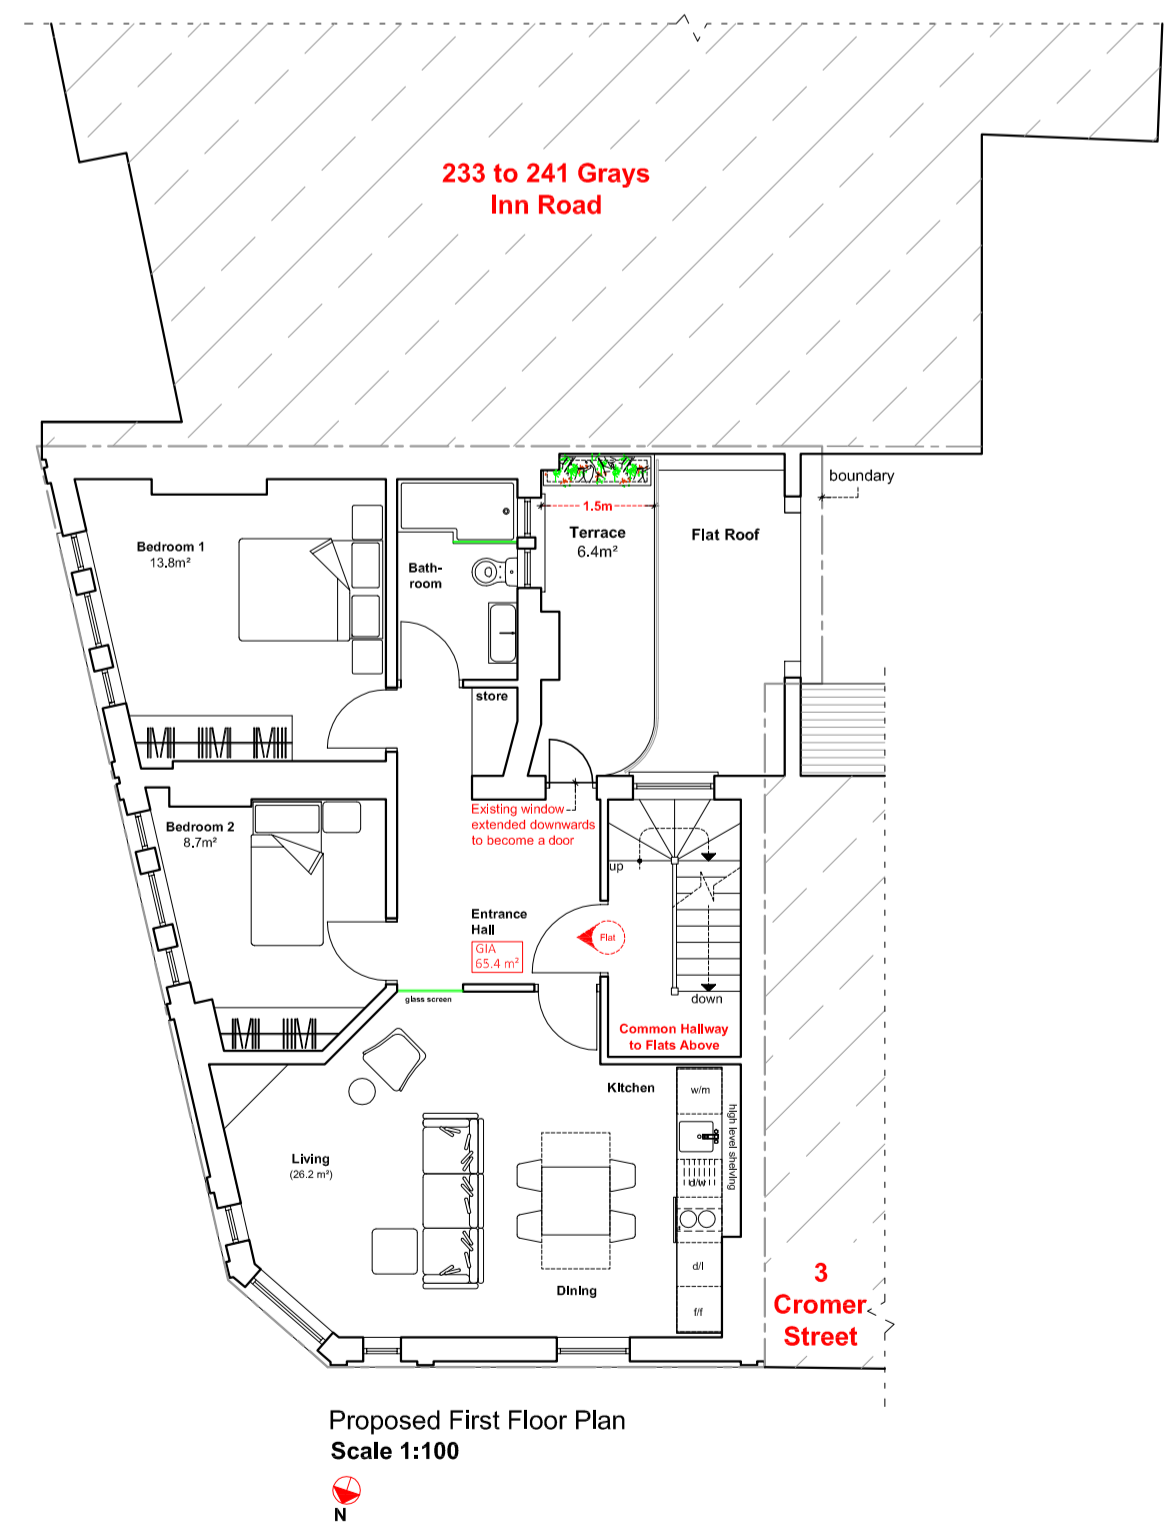 233 to 241 Grays
Inn Road
boundary
1.5m
Terrace
6.4m²
Flat Roof
Bedroom 1
13.8m²
Bath-
room
store
Existing window
extended downwards
to become a door
Bedroom 2
8.7m²
up
Entrance
Hall
GIA
65.4 m²
Flat
down
glass screen
Common Hallway
to Flats Above
Kitchen
w/m
high level shelving
d/w
Living
(26.2 m²)
d/l
Dining
f/f
3
Cromer
Street
Proposed First Floor Plan
Scale 1:100
N